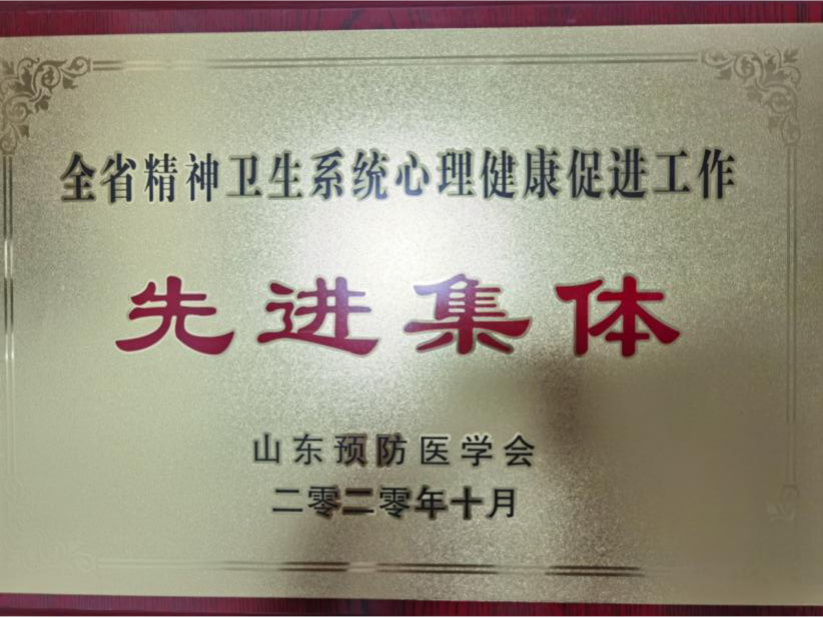 全省精神卫生系统心理健康促进工作
先进集体
山东预防医学会
二零二零年十月